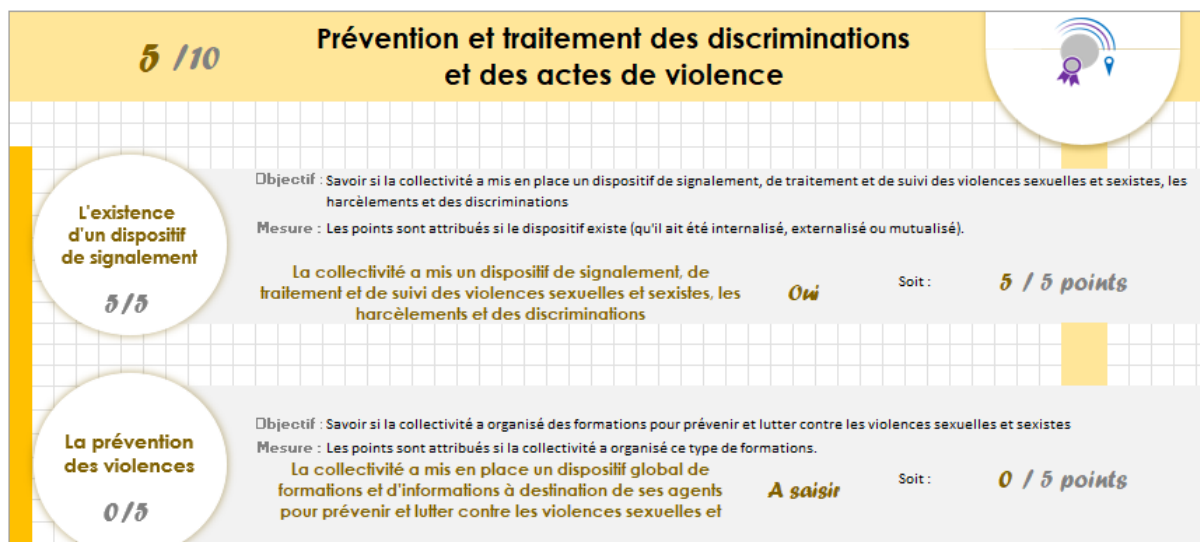 5 /10
Prévention et traitement des discriminations
et des actes de violence
L'existence
d'un dispositif
de signalement
5/5
Objectif : Savoir si la collectivité a mis en place un dispositif de signalement, de traitement et de suivi des violences sexuelles et sexistes, les
harcèlements et des discriminations
Mesure : Les points sont attribués si le dispositif existe (qu'il ait été internalisé, externalisé ou mutualisé).
La collectivité a mis un dispositif de signalement, de
traitement et de suivi des violences sexuelles et sexistes, les
harcèlements et des discriminations
Oui
Soit :
5 / 5 points
La prévention
des violences
0/5
Objectif : Savoir si la collectivité a organisé des formations pour prévenir et lutter contre les violences sexuelles et sexistes
Mesure : Les points sont attribués si la collectivité a organisé ce type de formations.
La collectivité a mis en place un dispositif global de
formations et d'informations à destination de ses agents
pour prévenir et lutter contre les violences sexuelles et
A saisir
Soit :
0 / 5 points